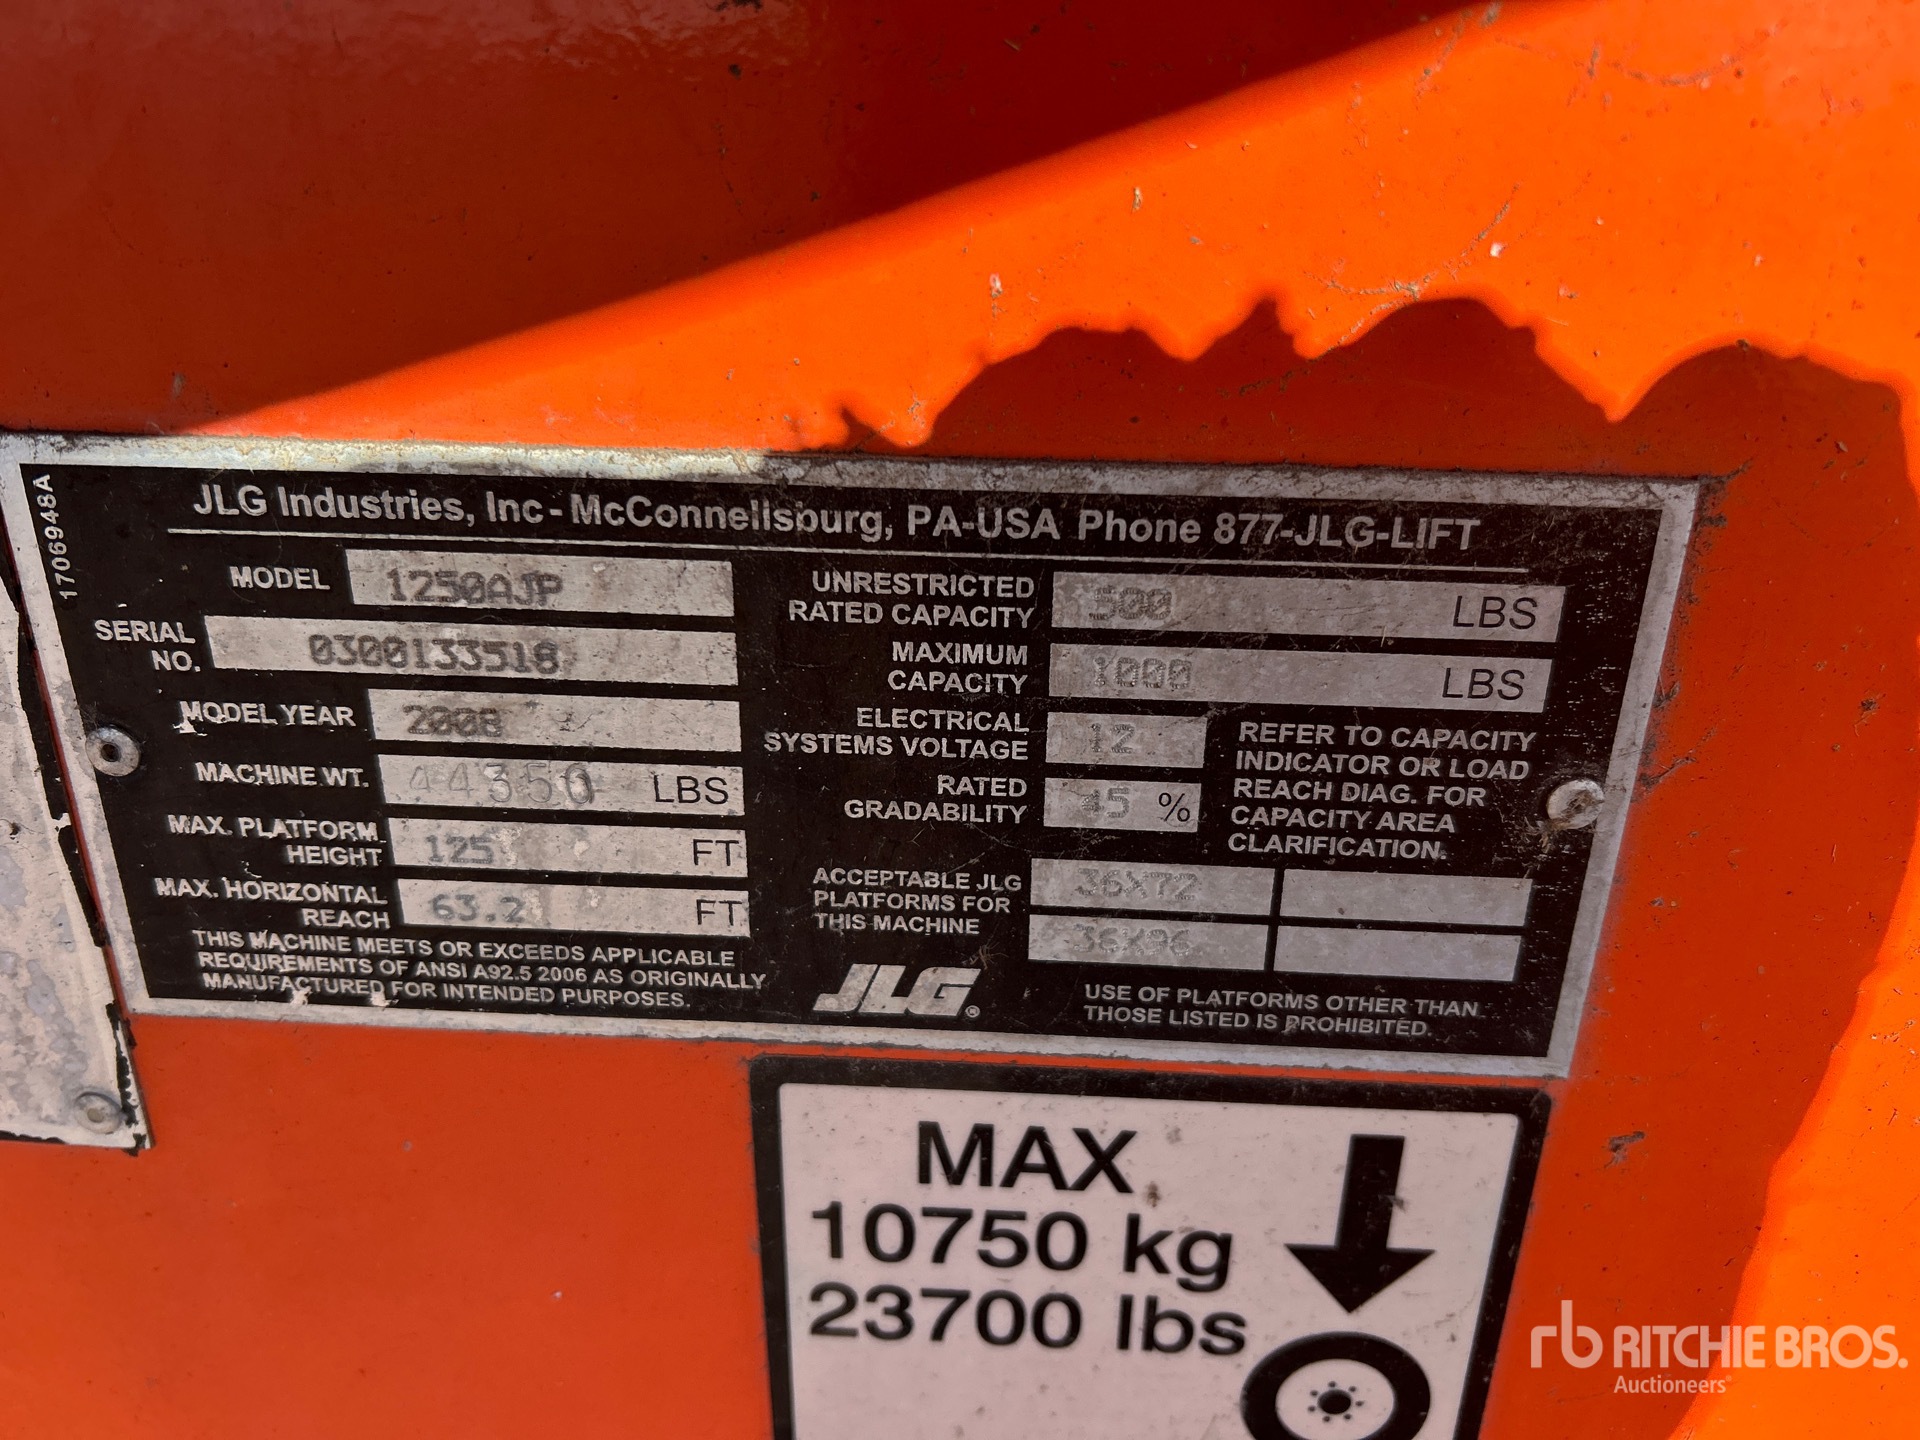 17069 48A
JLG Industries, Inc - McConnellsburg, PA-USA Phone 877-JLG-LIFT
MODEL 1250AJP
SERIAL NO. 0300133518
MODEL YEAR 2008
MACHINE WT. 44350 LBS
MAX. PLATFORM HEIGHT 125 FT
MAX. HORIZONTAL REACH 63.2 FT
THIS MACHINE MEETS OR EXCEEDS APPLICABLE
REQUIREMENTS OF ANSI A92.5 2006 AS ORIGINALLY
MANUFACTURED FOR INTENDED PURPOSES.
UNRESTRICTED RATED CAPACITY 500 LBS
MAXIMUM CAPACITY 1000 LBS
ELECTRICAL SYSTEMS VOLTAGE 12
RATED GRADABILITY 45 %
REFER TO CAPACITY
INDICATOR OR LOAD
REACH DIAG. FOR
CAPACITY AREA
CLARIFICATION.
ACCEPTABLE JLG
PLATFORMS FOR
THIS MACHINE
36X72
36X96
JLG®
USE OF PLATFORMS OTHER THAN
THOSE LISTED IS PROHIBITED.
MAX
10750 kg
23700 lbs
rb RITCHIE BROS.
Auctioneers